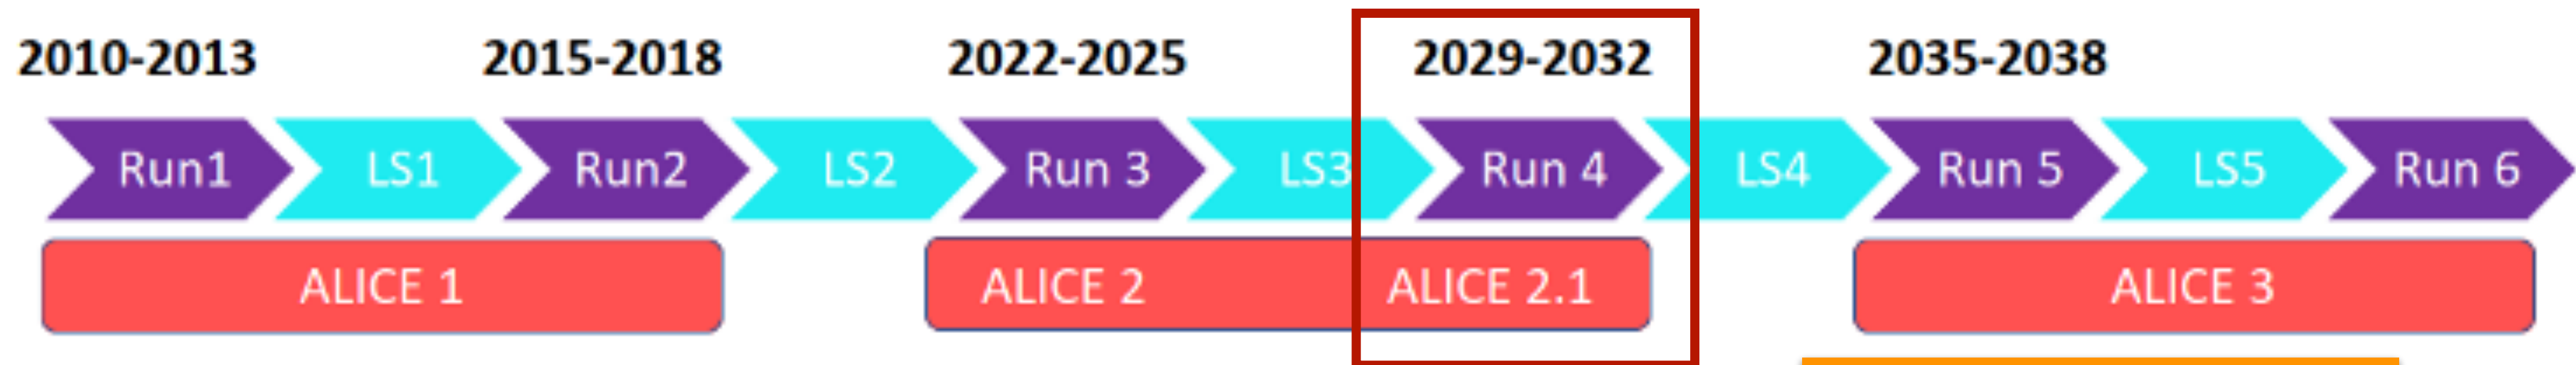 2010-2013 2015-2018 2022-2025 2029-2032 2035-2038
Run1 LS1 Run2 LS2 Run 3 LS3 Run 4 LS4 Run 5 LS5 Run 6
ALICE 1 ALICE 2 ALICE 2.1 ALICE 3